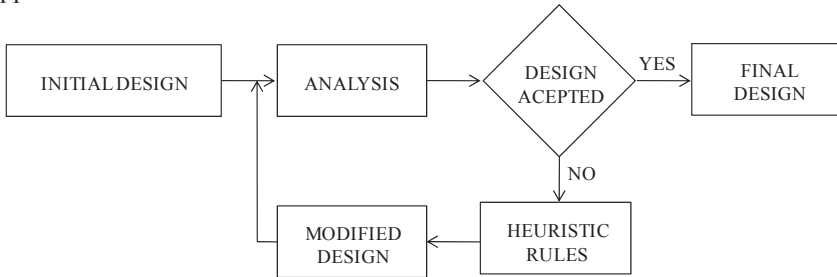 INITIAL DESIGN
ANALYSIS
DESIGN
ACEPTED
YES
FINAL
DESIGN
NO
MODIFIED
DESIGN
HEURISTIC
RULES